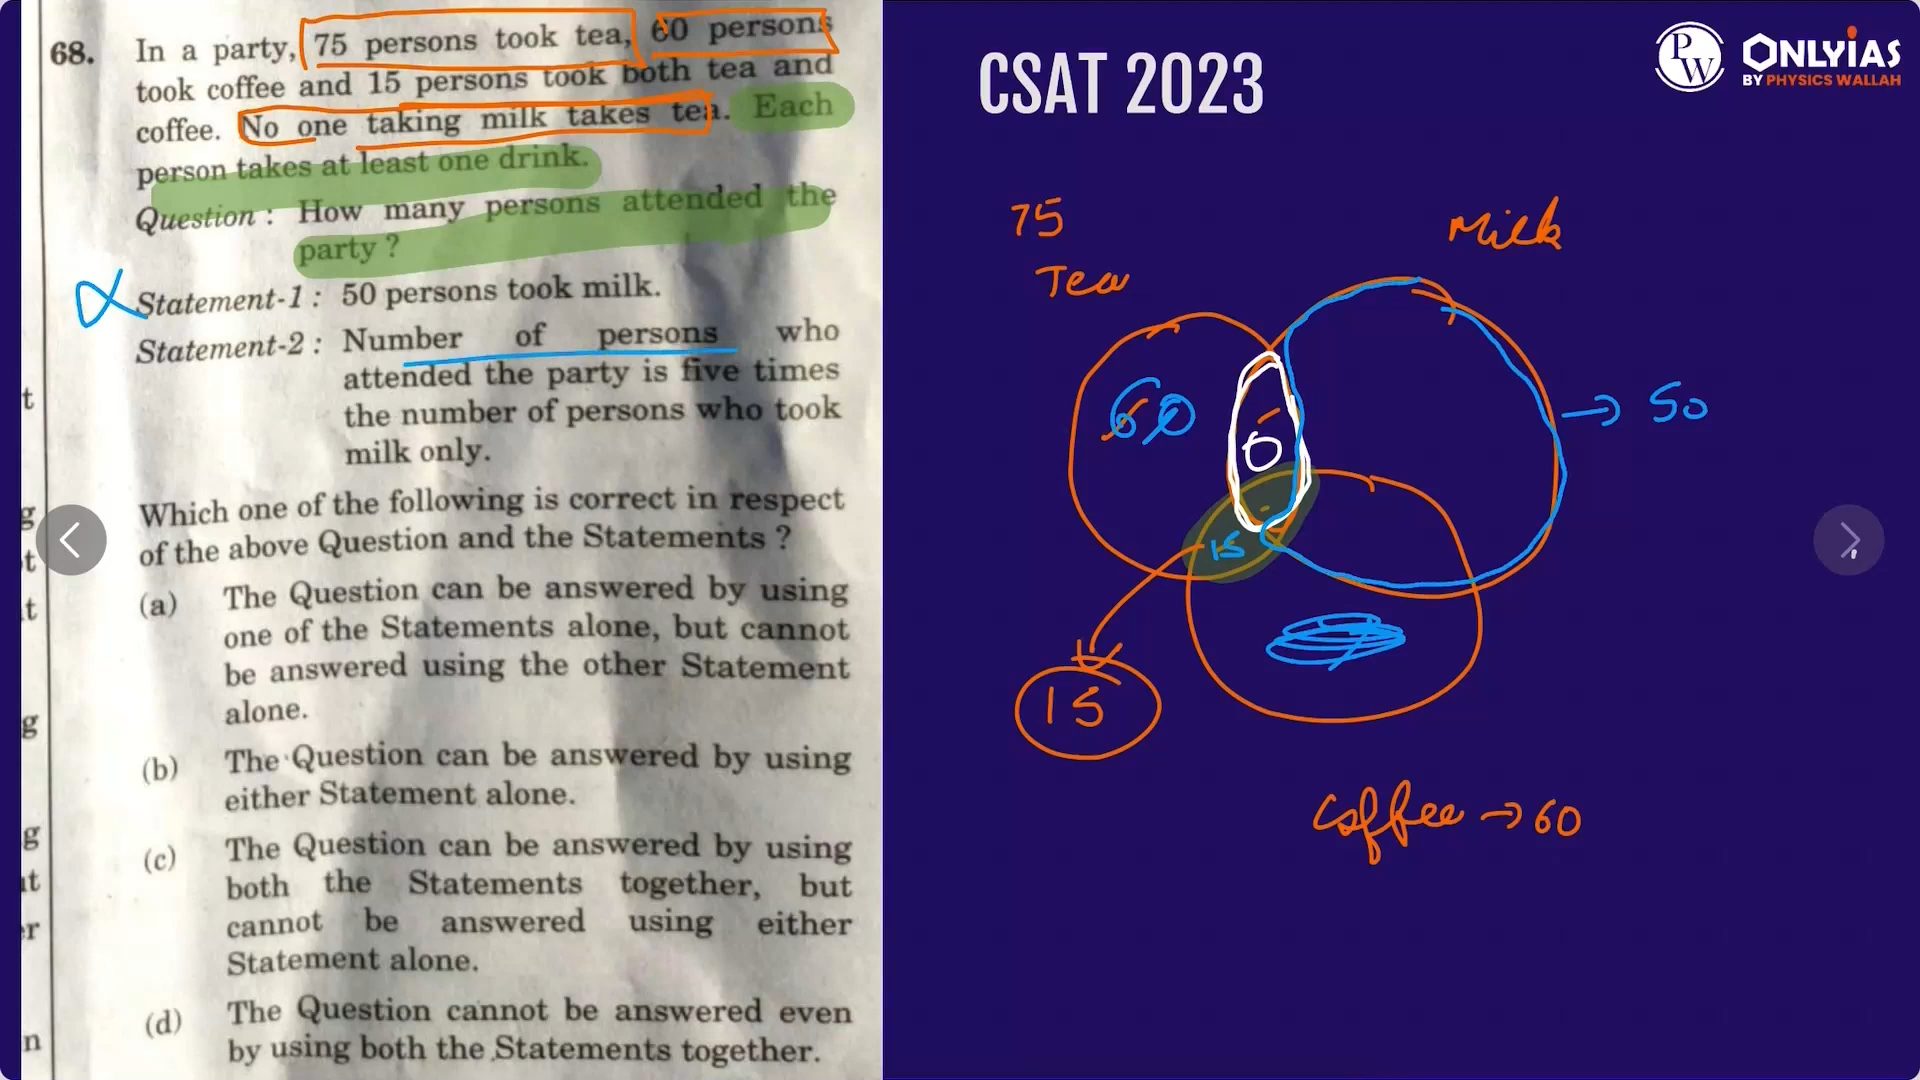 68. In a party, 75 persons took tea, 60 persons
took coffee and 15 persons took both tea and
coffee. No one taking milk takes tea. Each
person takes at least one drink.
Question : How many persons attended the
party ?
Statement-1 : 50 persons took milk.
Statement-2 : Number of persons who
attended the party is five times
the number of persons who took
milk only.
Which one of the following is correct in respect
of the above Question and the Statements ?
(a) The Question can be answered by using
one of the Statements alone, but cannot
be answered using the other Statement
alone.
(b) The Question can be answered by using
either Statement alone.
(c) The Question can be answered by using
both the Statements together, but
cannot be answered using either
Statement alone.
(d) The Question cannot be answered even
by using both the Statements together.
t
g
t
t
g
g
t
r
n
CSAT 2023
PW ONLYIAS
BY PHYSICS WALLAH
75
Tea
Milk
60
0
50
15
15
Coffee → 60